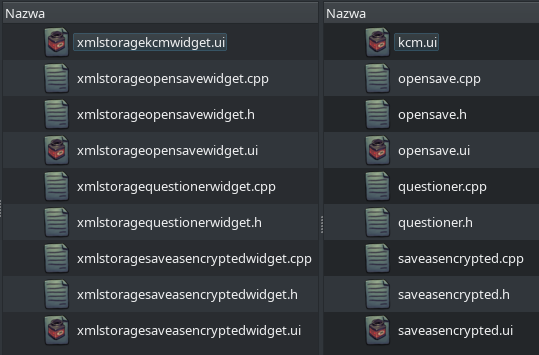 Nazwa
xmlstoragekcmwidget.ui
xmlstorageopensavewidget.cpp
xmlstorageopensavewidget.h
xmlstorageopensavewidget.ui
xmlstoragequestionerwidget.cpp
xmlstoragequestionerwidget.h
xmlstoragesaveasencryptedwidget.cpp
xmlstoragesaveasencryptedwidget.h
xmlstoragesaveasencryptedwidget.ui
Nazwa
kcm.ui
opensave.cpp
opensave.h
opensave.ui
questioner.cpp
questioner.h
saveasencrypted.cpp
saveasencrypted.h
saveasencrypted.ui